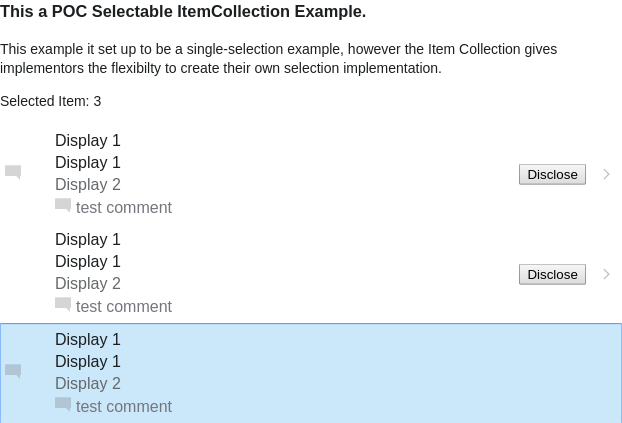 This a POC Selectable ItemCollection Example.
This example it set up to be a single-selection example, however the Item Collection gives
implementors the flexibilty to create their own selection implementation.
Selected Item: 3
Display 1
Display 1
Display 2
test comment
Disclose
Display 1
Display 1
Display 2
test comment
Disclose
Display 1
Display 1
Display 2
test comment